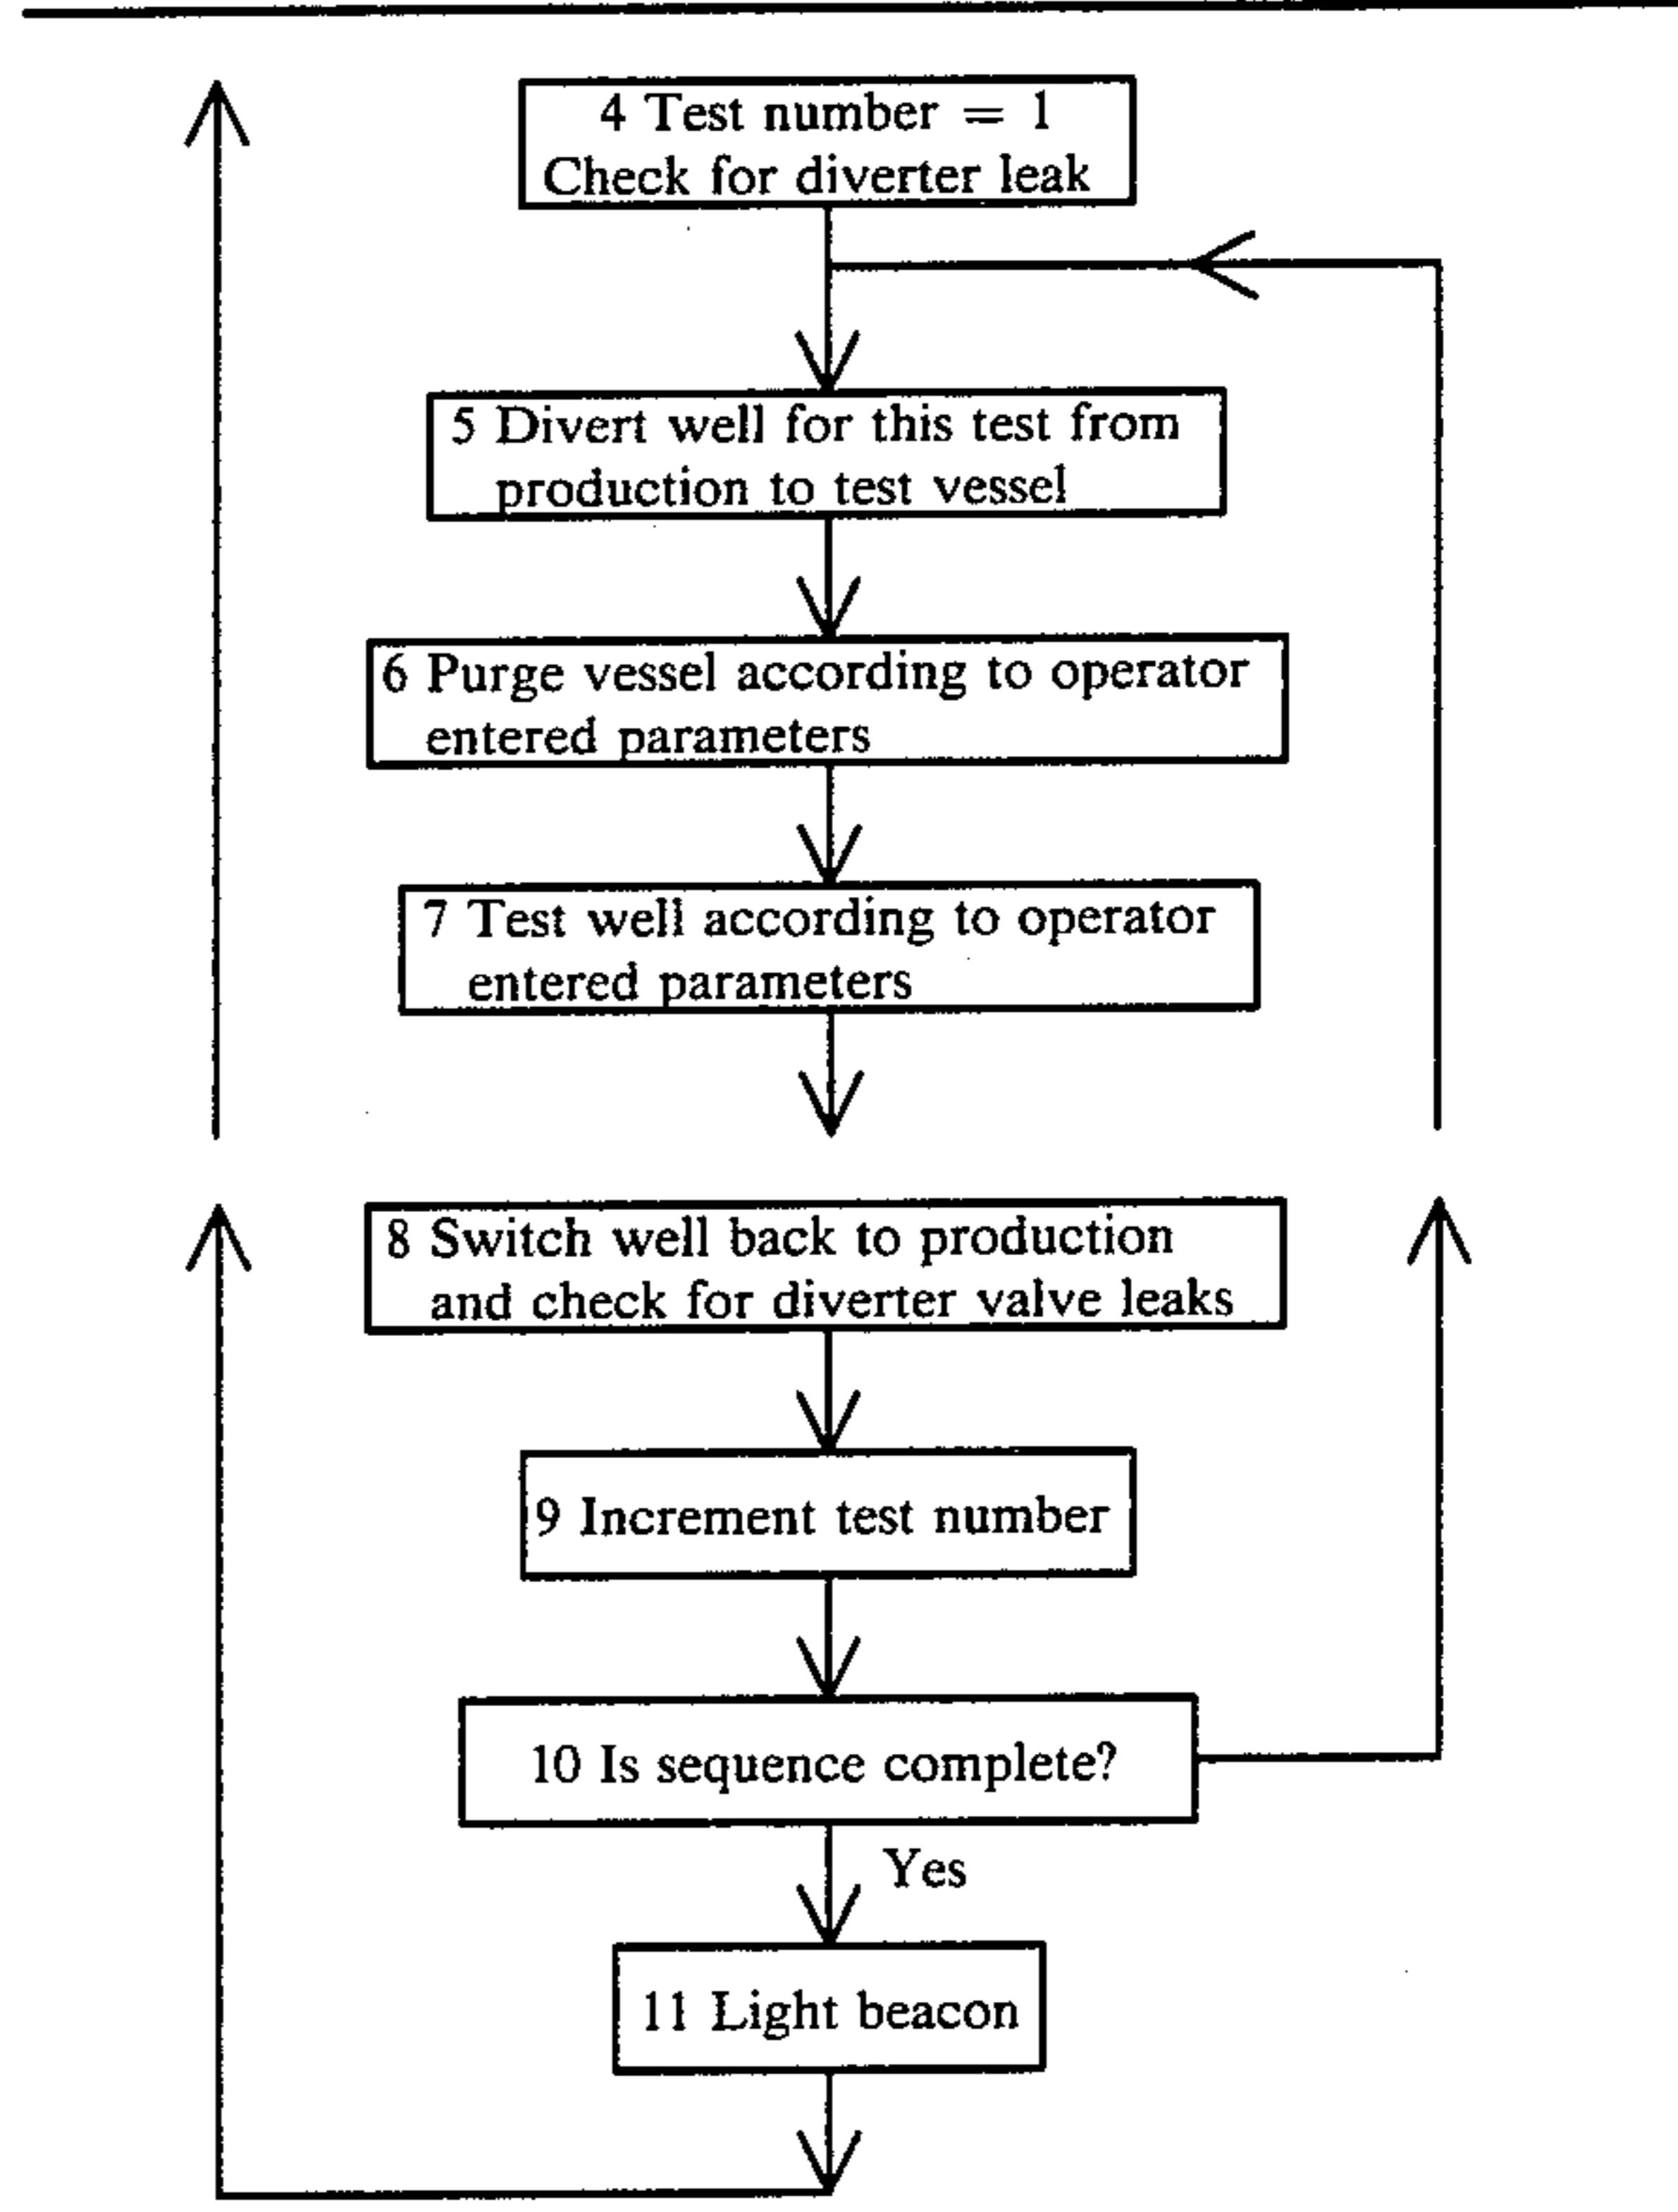 4 Test number = 1
Check for diverter leak
5 Divert well for this test from
production to test vessel
6 Purge vessel according to operator
entered parameters
7 Test well according to operator
entered parameters
8 Switch well back to production
and check for diverter valve leaks
9 Increment test number
10 Is sequence complete?
Yes
11 Light beacon